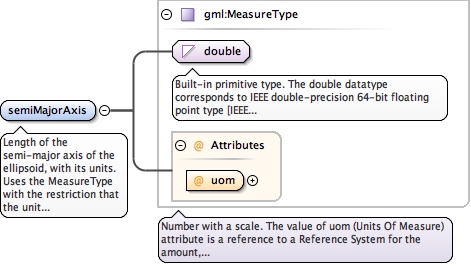 gml:MeasureType
double
Built-in primitive type. The double datatype
corresponds to IEEE double-precision 64-bit floating
point type [IEEE...
semiMajorAxis
Length of the
semi-major axis of the
ellipsoid, with its units.
Uses the MeasureType
with the restriction that
the unit...
@ Attributes
@ uom
Number with a scale. The value of uom (Units Of Measure)
attribute is a reference to a Reference System for the
amount,...